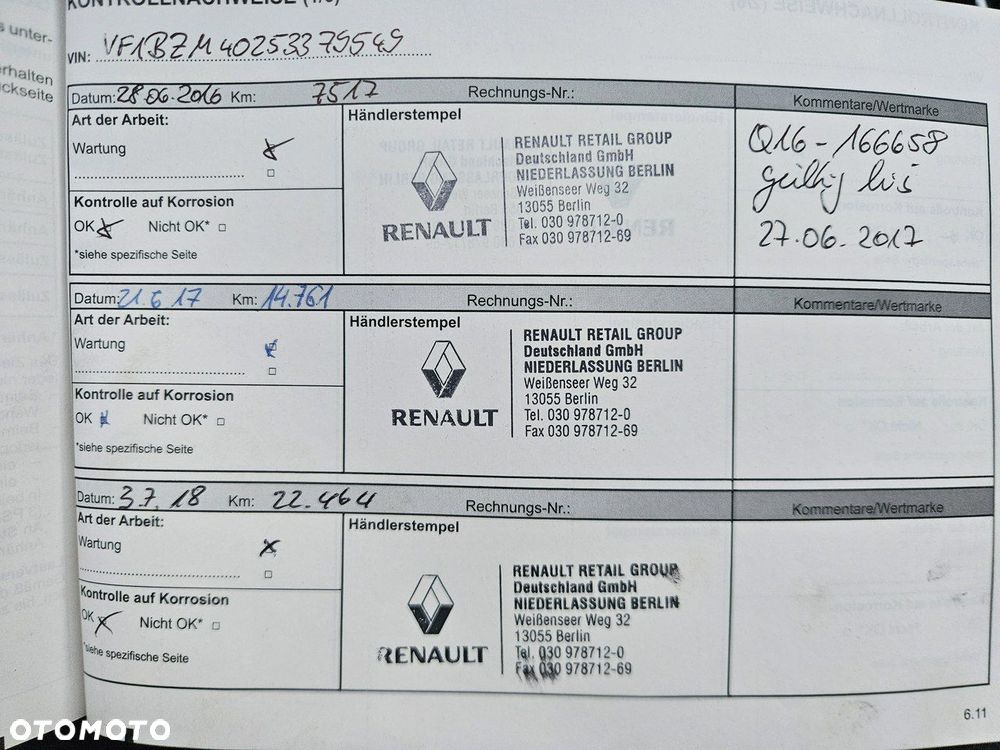 KONTROLLNACHWEISE
VIN: VF1BZM40253379549
s unter-
rhalten
ckseite
Datum: 28.06.2016 Km: 7517 Rechnungs-Nr.: Kommentare/Wertmarke
Art der Arbeit: Händlerstempel
Wartung
Kontrolle auf Korrosion
OK Nicht OK*
*siehe spezifische Seite
RENAULT
RENAULT RETAIL GROUP
Deutschland GmbH
NIEDERLASSUNG BERLIN
Weißenseer Weg 32
13055 Berlin
Tel. 030 978712-0
Fax 030 978712-69
Q16-166658
gültig bis
27.06.2017
Datum: 21.6.17 Km: 14.761 Rechnungs-Nr.: Kommentare/Wertmarke
Art der Arbeit: Händlerstempel
Wartung
Kontrolle auf Korrosion
OK Nicht OK*
*siehe spezifische Seite
RENAULT
RENAULT RETAIL GROUP
Deutschland GmbH
NIEDERLASSUNG BERLIN
Weißenseer Weg 32
13055 Berlin
Tel. 030 978712-0
Fax 030 978712-69
Datum: 3.7.18 Km: 22.464 Rechnungs-Nr.: Kommentare/Wertmarke
Art der Arbeit: Händlerstempel
Wartung
Kontrolle auf Korrosion
OK Nicht OK*
*siehe spezifische Seite
RENAULT
RENAULT RETAIL GROUP
Deutschland GmbH
NIEDERLASSUNG BERLIN
Weißenseer Weg 32
13055 Berlin
Tel. 030 978712-0
Fax 030 978712-69
6.11
OTOMOTO